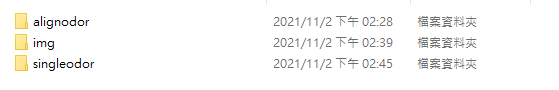 alignodor 2021/11/2 下午 02:28 檔案資料夾
img 2021/11/2 下午 02:39 檔案資料夾
singleodor 2021/11/2 下午 02:45 檔案資料夾